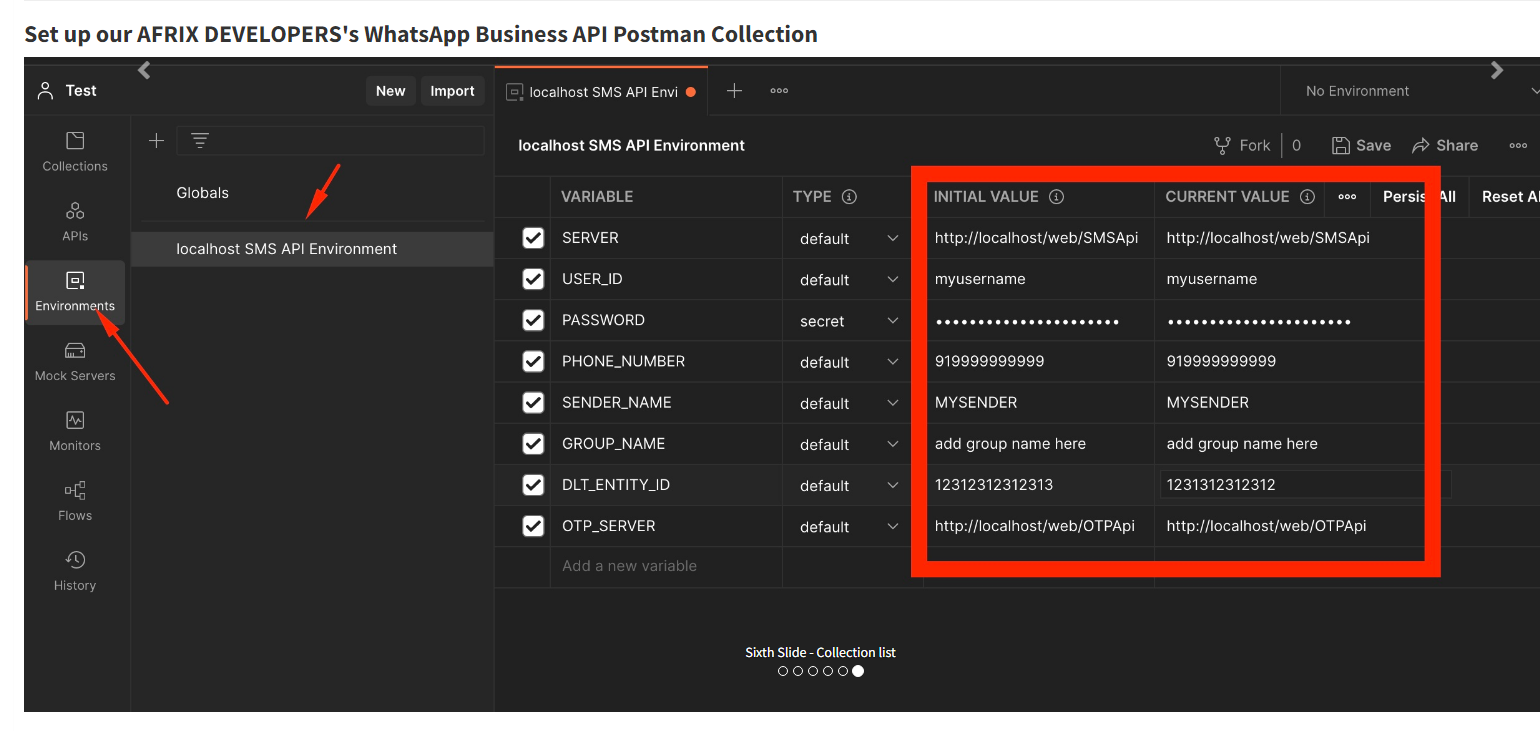 Set up our AFRIX DEVELOPERS's WhatsApp Business API Postman Collection
Test
New
Import
localhost SMS API Envi
No Environment
Collections
APIs
Environments
Mock Servers
Monitors
Flows
History
Globals
localhost SMS API Environment
localhost SMS API Environment
Fork
0
Save
Share
VARIABLE TYPE INITIAL VALUE CURRENT VALUE Persis All Reset Al
SERVER default http://localhost/web/SMSApi http://localhost/web/SMSApi
USER_ID default myusername myusername
PASSWORD secret •••••••••••••••••••••• ••••••••••••••••••••••
PHONE_NUMBER default 919999999999 919999999999
SENDER_NAME default MYSENDER MYSENDER
GROUP_NAME default add group name here add group name here
DLT_ENTITY_ID default 12312312312313 1231312312312
OTP_SERVER default http://localhost/web/OTPApi http://localhost/web/OTPApi
Add a new variable
Sixth Slide - Collection list